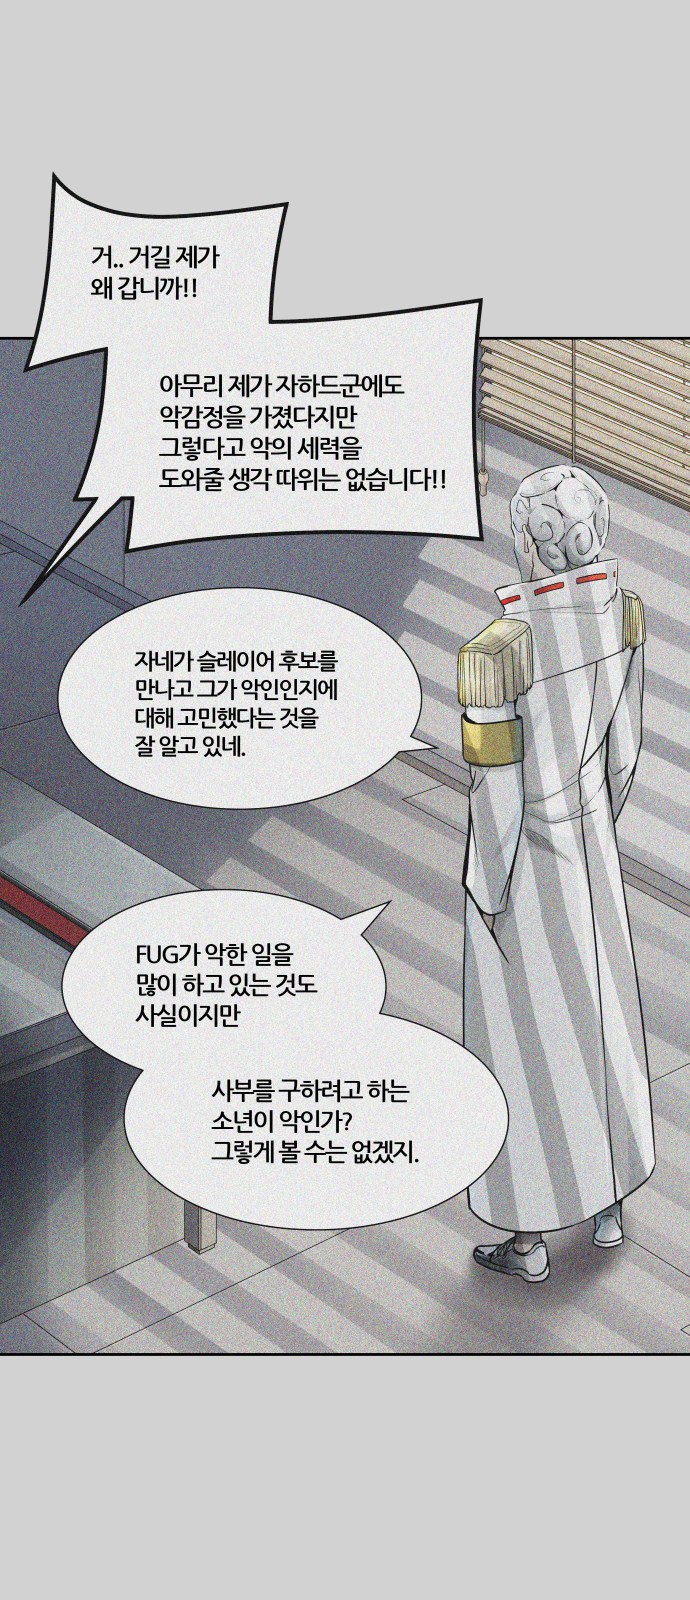 거.. 거길 제가
왜 갑니까!!
아무리 제가 자하드군에도
악감정을 가졌다지만
그렇다고 악의 세력을
도와줄 생각 따위는 없습니다!!
자네가 슬레이어 후보를
만나고 그가 악인인지에
대해 고민했다는 것을
잘 알고 있네.
FUG가 악한 일을
많이 하고 있는 것도
사실이지만
사부를 구하려고 하는
소년이 악인가?
그렇게 볼 수는 없겠지.